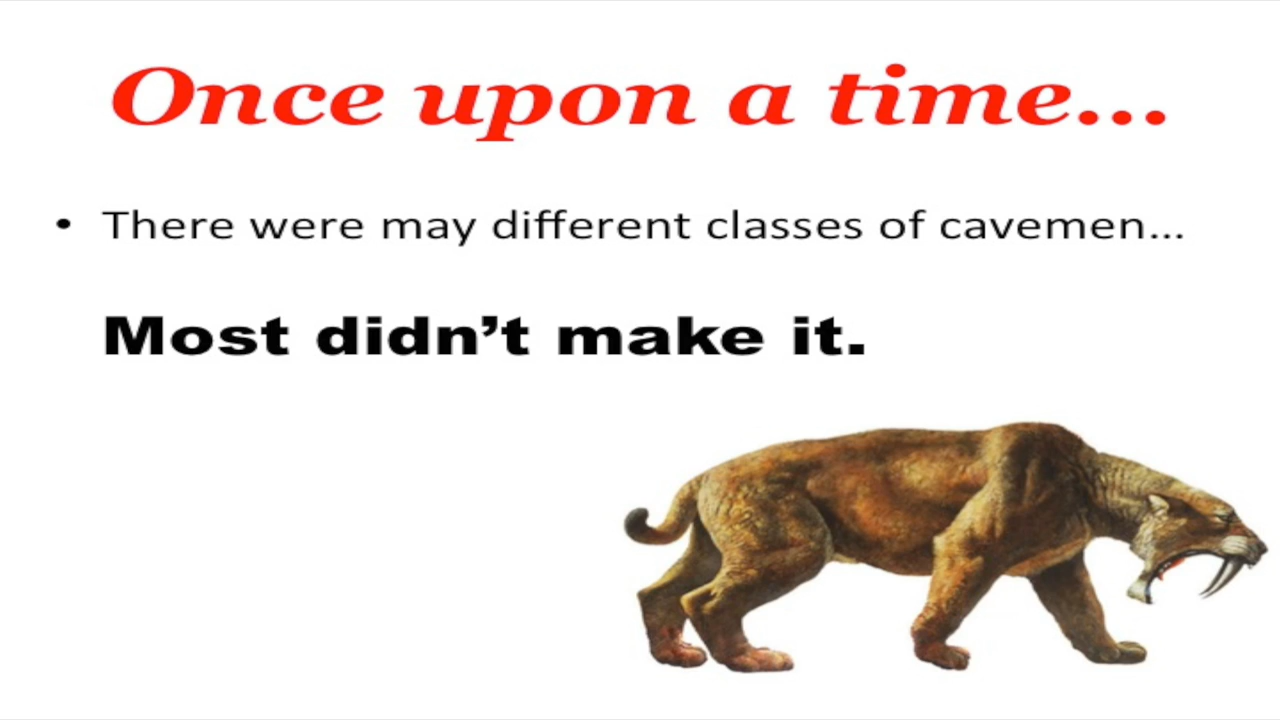 Once upon a time...
• There were may different classes of cavemen...
Most didn't make it.